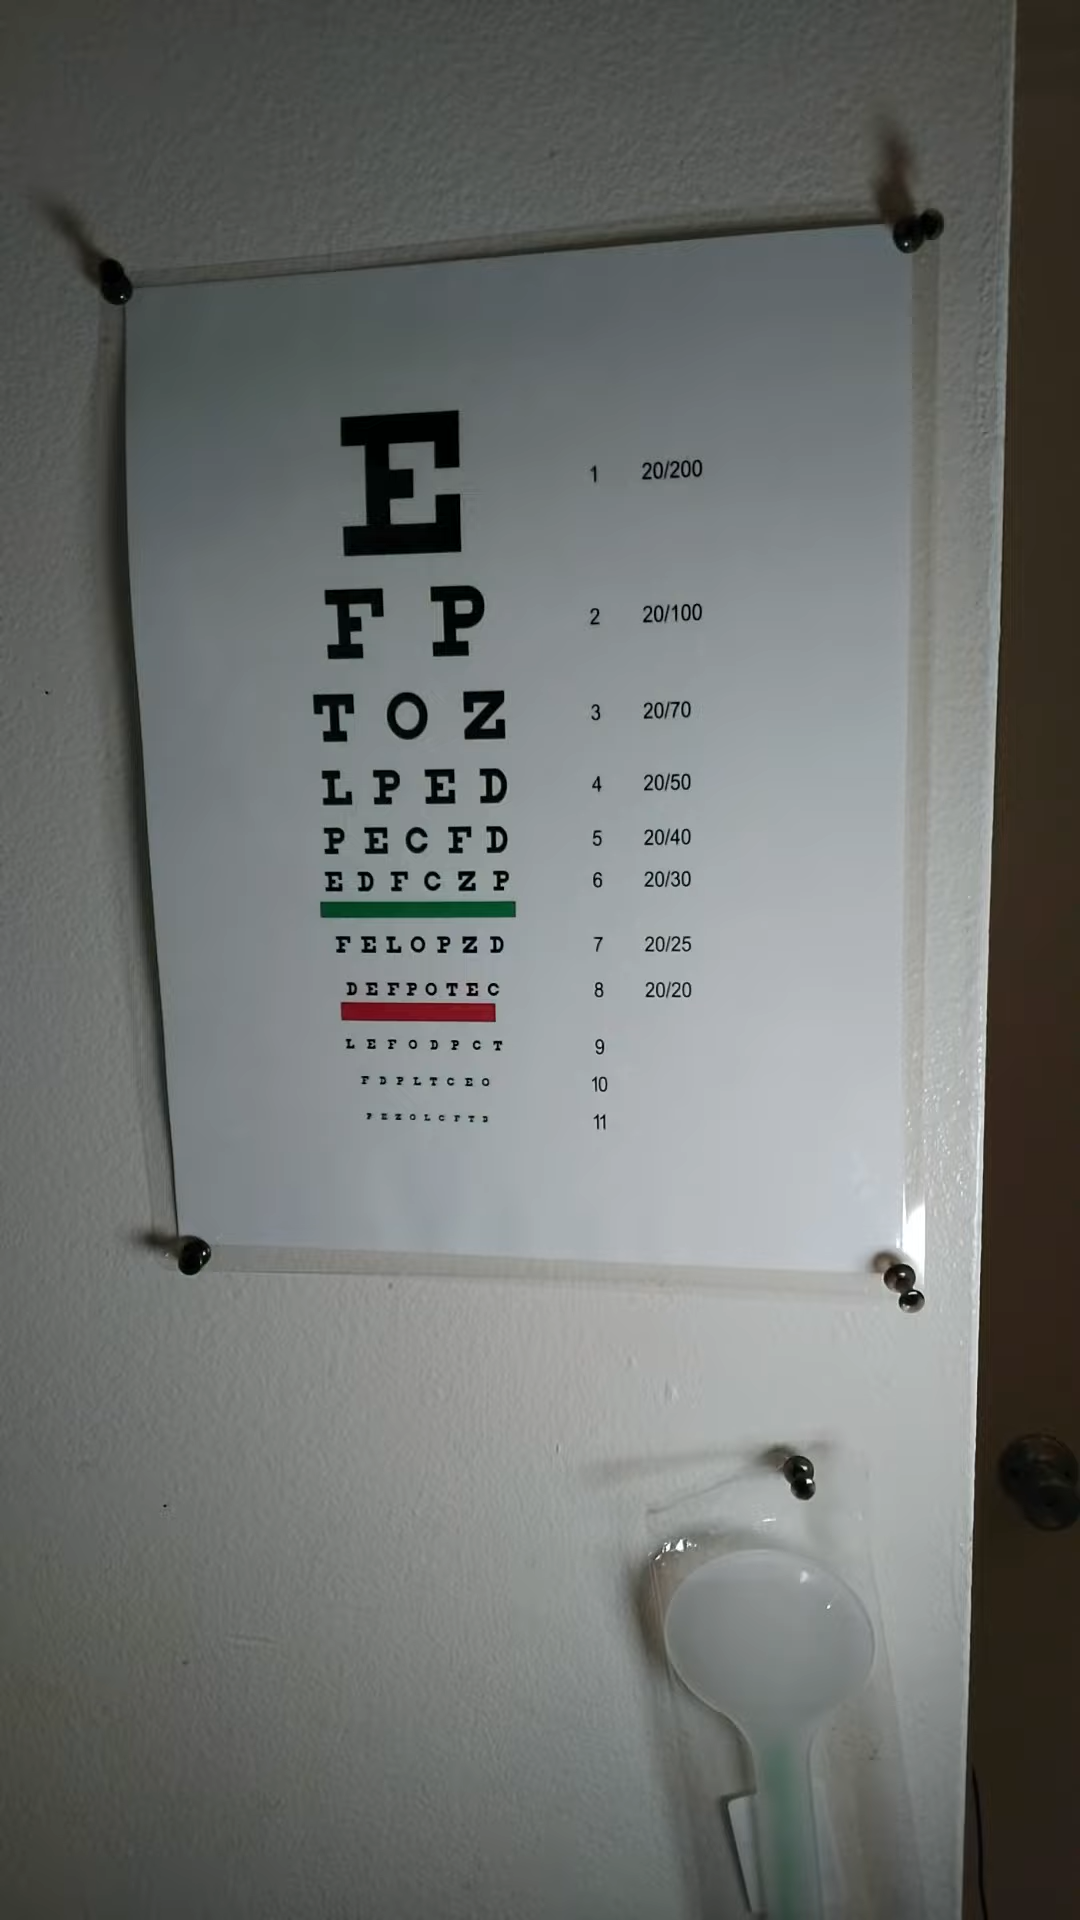 E 1 20/200
F P 2 20/100
T O Z 3 20/70
L P E D 4 20/50
P E C F D 5 20/40
E D F C Z P 6 20/30
F E L O P Z D 7 20/25
D E F P O T E C 8 20/20
L E F O D P C T 9
F D P L T C E O 10
P E Z O L C F T D 11